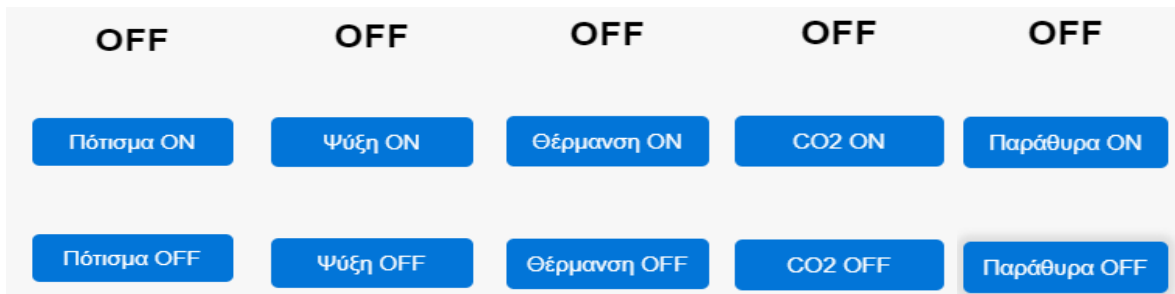 OFF OFF OFF OFF OFF
Πότισμα ON Ψύξη ON Θέρμανση ON CO2 ON Παράθυρα ON
Πότισμα OFF Ψύξη OFF Θέρμανση OFF CO2 OFF Παράθυρα OFF